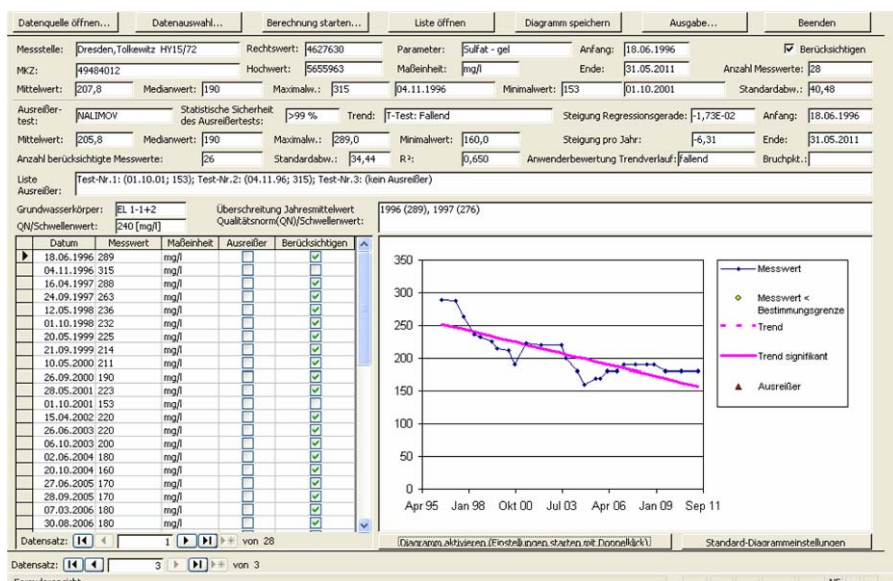 Datenquelle öffnen... Datenauswahl... Berechnung starten... Liste öffnen Diagramm speichern Ausgabe... Beenden
Messstelle: Dresden,Tolkewitz HY15/72 Rechtswert: 4627630 Parameter: Sulfat - gel Anfang: 18.06.1996 Berücksichtigen
MKZ: 49484012 Hochwert: 5655963 Maßeinheit: mg/l Ende: 31.05.2011 Anzahl Messwerte: 28
Mittelwert: 207,8 Medianwert: 190 Maximalw.: 315 04.11.1996 Minimalwert: 153 01.10.2001 Standardabw.: 40,48
Ausreißer-
test: NALIMOV Statistische Sicherheit
des Ausreißertests: >99 % Trend: T-Test: Fallend Steigung Regressionsgerade: -1,73E-02 Anfang: 18.06.1996
Mittelwert: 205,8 Medianwert: 190 Maximalw.: 289,0 Minimalwert: 160,0 Steigung pro Jahr: -6,31 Ende: 31.05.2011
Anzahl berücksichtigte Messwerte: 26 Standardabw.: 34,44 R²: 0,650 Anwenderbewertung Trendverlauf: fallend Bruchpkt.:
Liste
Ausreißer: Test-Nr.1: (01.10.01; 153); Test-Nr.2: (04.11.96; 315); Test-Nr.3: (kein Ausreißer)
Grundwasserkörper: EL 1-1+2 Überschreitung Jahresmittelwert 1996 (289), 1997 (276)
QN/Schwellenwert: 240 [mg/l] Qualitätsnorm(QN)/Schwellenwert:
Datum Messwert Maßeinheit Ausreißer Berücksichtigen
18.06.1996 289 mg/l
04.11.1996 315 mg/l
16.04.1997 288 mg/l
24.09.1997 263 mg/l
12.05.1998 236 mg/l
01.10.1998 232 mg/l
20.05.1999 225 mg/l
21.09.1999 214 mg/l
10.05.2000 211 mg/l
26.09.2000 190 mg/l
28.05.2001 223 mg/l
01.10.2001 153 mg/l
15.04.2002 220 mg/l
26.06.2003 220 mg/l
06.10.2003 200 mg/l
02.06.2004 180 mg/l
20.10.2004 160 mg/l
27.06.2005 170 mg/l
28.09.2005 170 mg/l
07.03.2006 180 mg/l
30.08.2006 180 mg/l
Datensatz: 1 von 28
350
300
250
200
150
100
50
0
Apr 95 Jan 98 Okt 00 Jul 03 Apr 06 Jan 09 Sep 11
Messwert
Messwert <
Bestimmungsgrenze
Trend
Trend signifikant
Ausreißer
Diagramm aktivieren (Einstellungen starten mit Doppelklick) Standard-Diagrammeinstellungen
Datensatz: 3 von 3